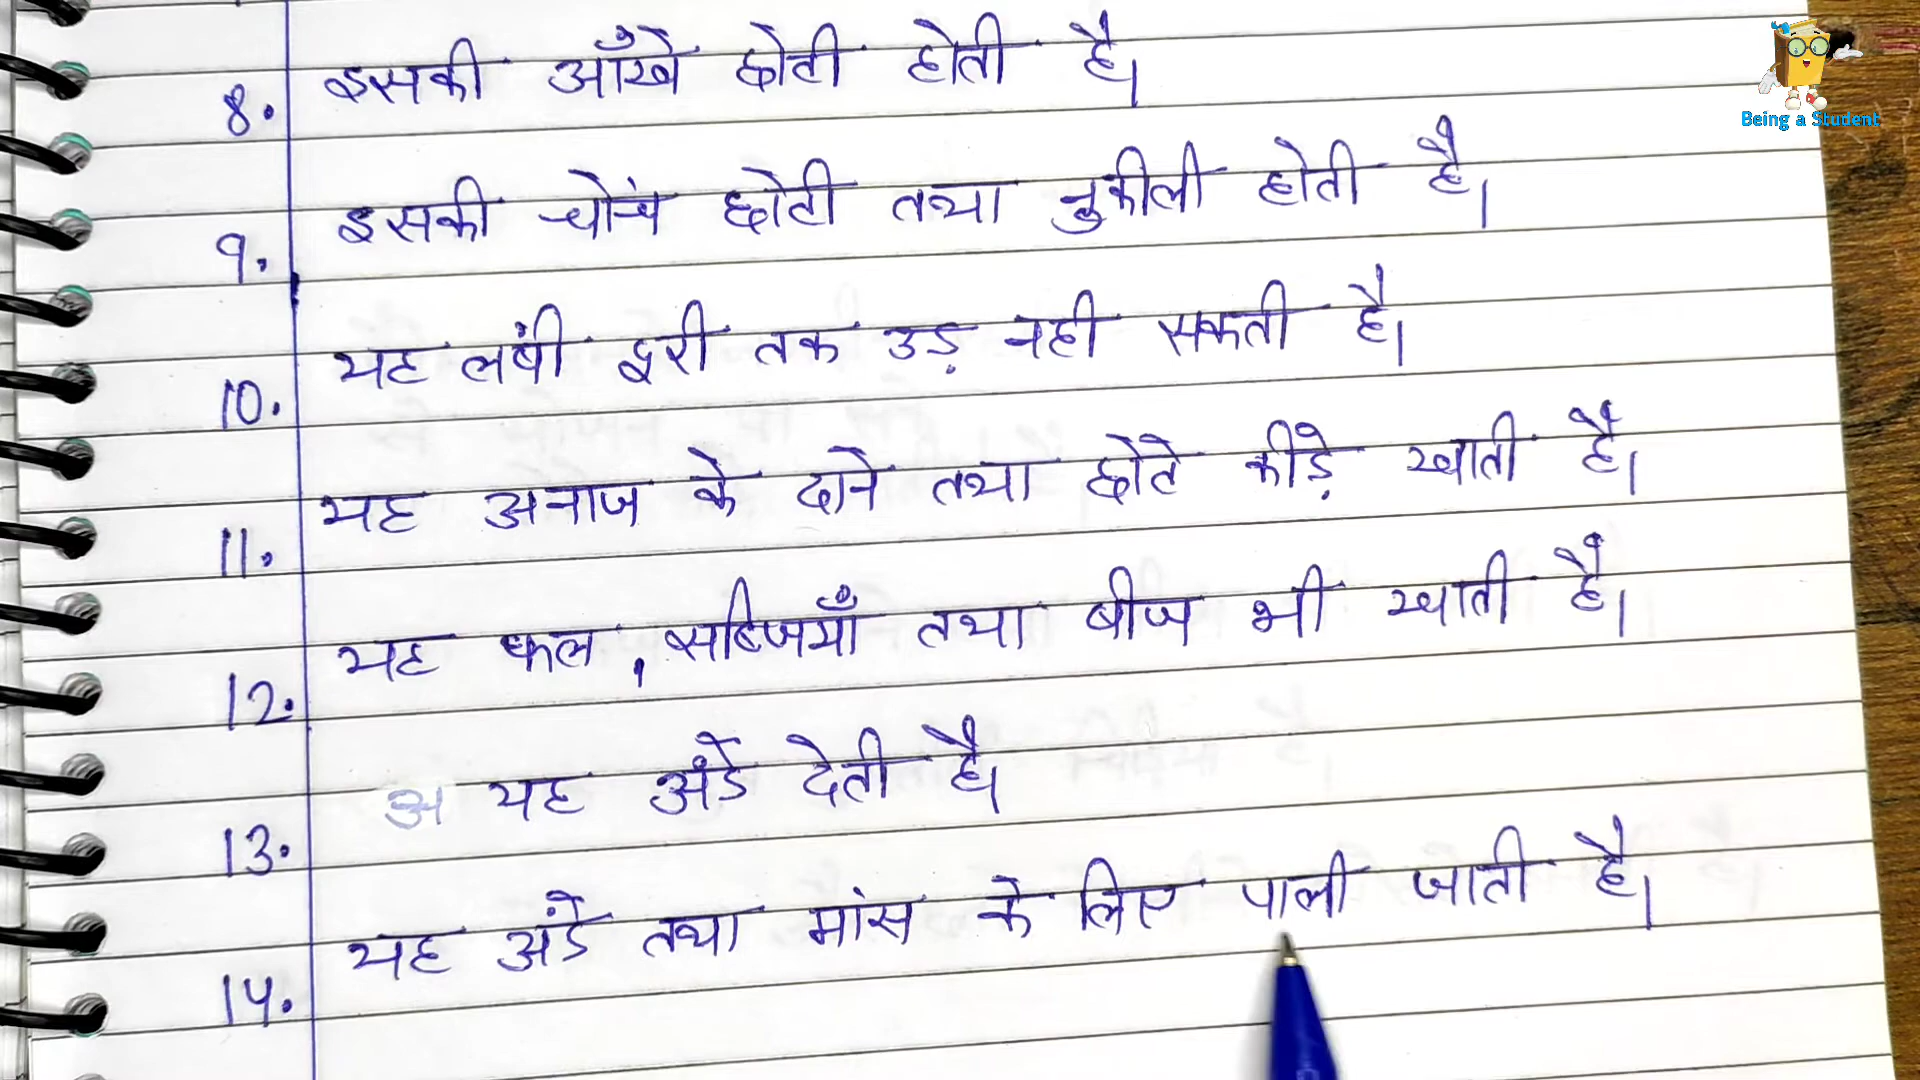 Being a Student
8. इसकी आँखे छोटी होती है।
9. इसकी चोंच छोटी तथा नुकीली होती है।
10. यह लंबी दूरी तक उड़ नही सकती है।
11. यह अनाज के दाने तथा छोटे कीड़े खाती है।
12. यह फल, सब्जियाँ तथा बीज भी खाती है।
13. अ यह अंडे देती है।
14. यह अंडे तथा मांस के लिए पाली जाती है।